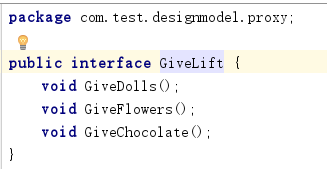 package com.test.designmodel.proxy;
public interface GiveLift {
void GiveDolls();
void GiveFlowers();
void GiveChocolate();
}